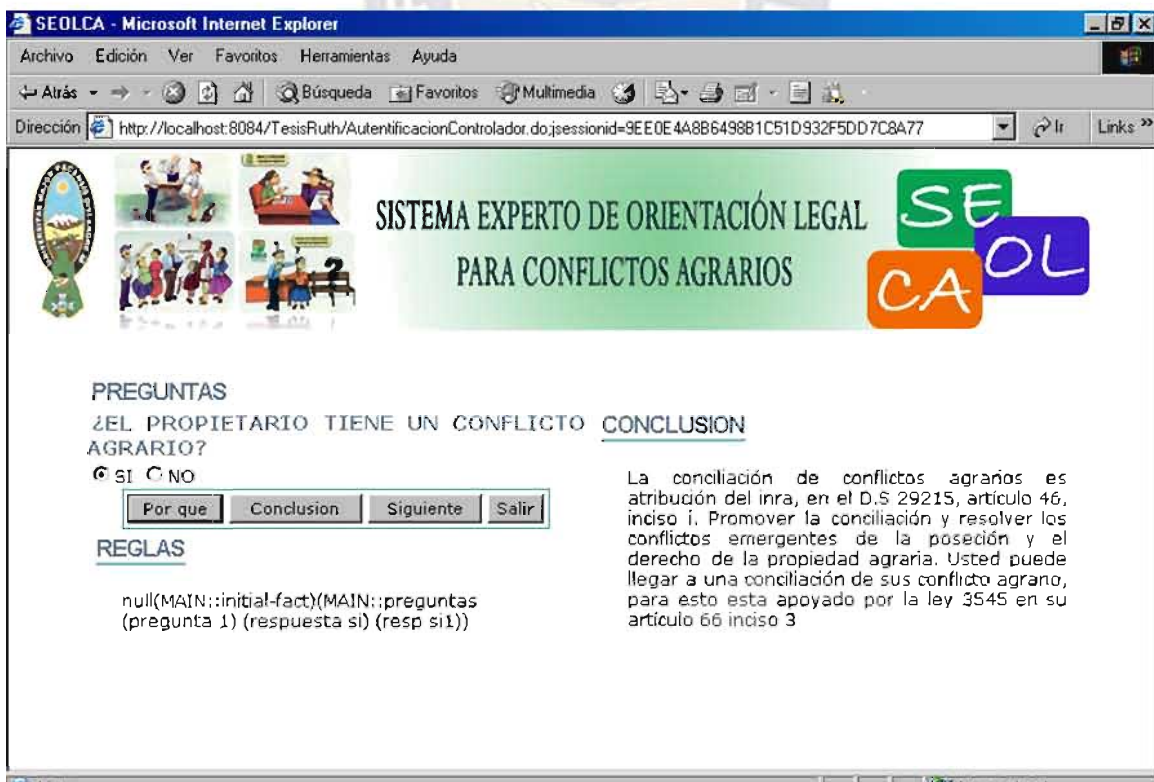 SEOLCA - Microsoft Internet Explorer
Archivo Edición Ver Favoritos Herramientas Ayuda
Atrás Búsqueda Favoritos Multimedia
Dirección http://localhost:8084/TesisRuth/AutentificacionControlador.do;jsessionid=9EE0E4A8B6498B1C51D932F5DD7C8A77 Ir Links »
SISTEMA EXPERTO DE ORIENTACIÓN LEGAL
PARA CONFLICTOS AGRARIOS
SE
OL
CA
PREGUNTAS
¿EL PROPIETARIO TIENE UN CONFLICTO
AGRARIO?
SI NO
Por que Conclusion Siguiente Salir
REGLAS
null(MAIN::initial-fact)(MAIN::preguntas
(pregunta 1) (respuesta si) (resp si1))
CONCLUSION
La conciliación de conflictos agrarios es
atribución del inra, en el D.S 29215, artículo 46,
inciso i. Promover la conciliación y resolver los
conflictos emergentes de la poseción y el
derecho de la propiedad agraria. Usted puede
llegar a una conciliación de sus conflicto agrario,
para esto esta apoyado por la ley 3545 en su
artículo 66 inciso 3